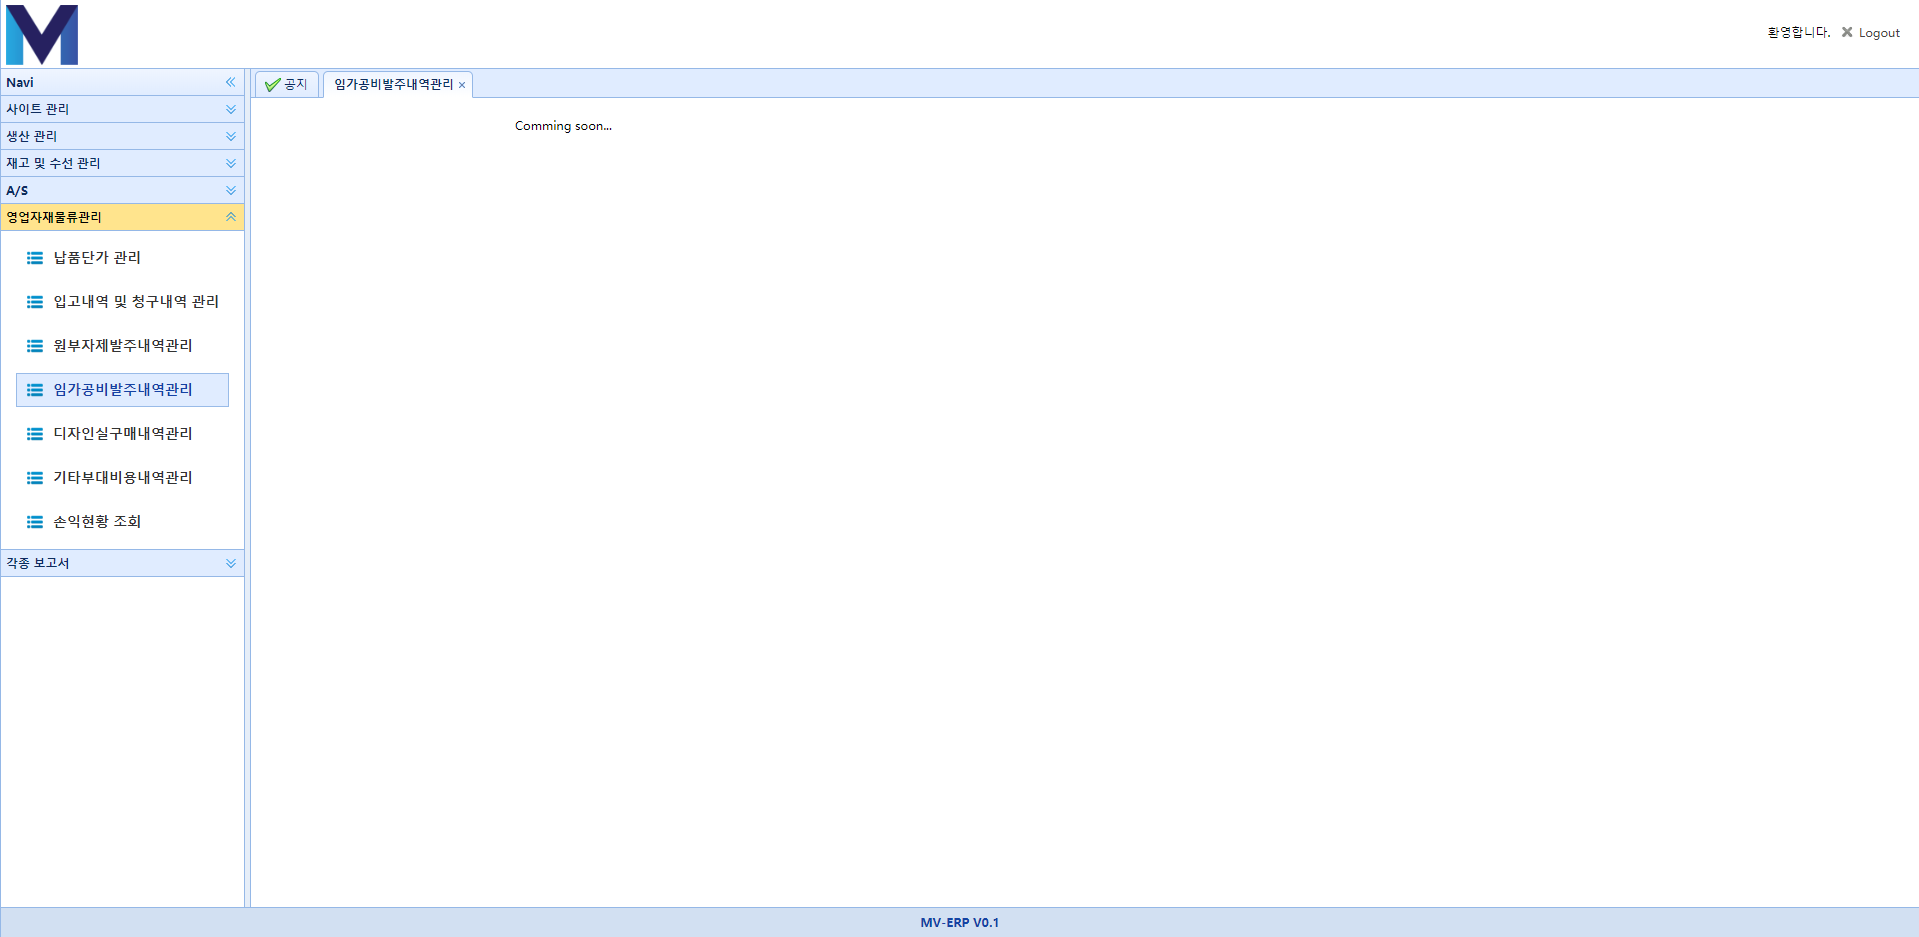 환영합니다. Logout
Navi
사이트 관리
생산 관리
재고 및 수선 관리
A/S
영업자재물류관리
납품단가 관리
입고내역 및 청구내역 관리
원부자제발주내역관리
임가공비발주내역관리
디자인실구매내역관리
기타부대비용내역관리
손익현황 조회
각종 보고서
공지
임가공비발주내역관리
Comming soon...
MV-ERP V0.1